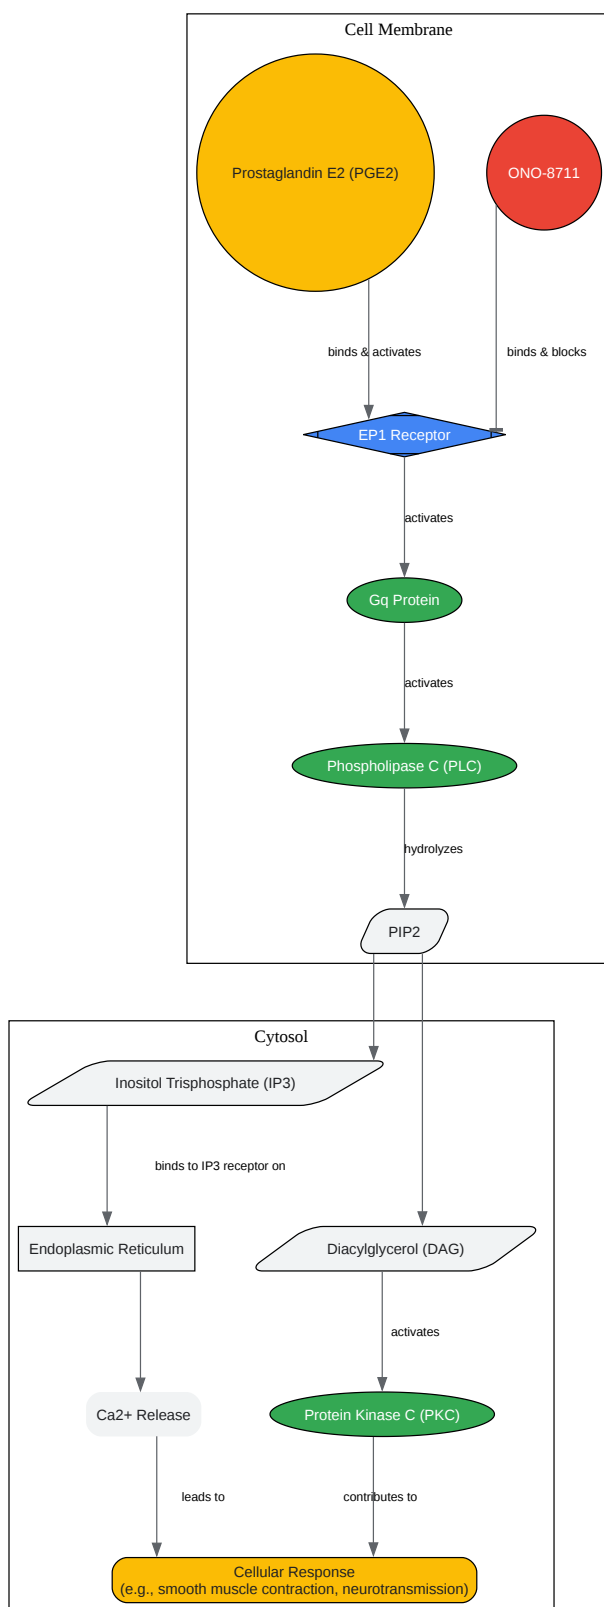 Cell Membrane
Prostaglandin E2 (PGE2)
ONO-8711
binds & activates
binds & blocks
EP1 Receptor
activates
Gq Protein
activates
Phospholipase C (PLC)
hydrolyzes
PIP2
Cytosol
Inositol Trisphosphate (IP3)
binds to IP3 receptor on
Endoplasmic Reticulum
Diacylglycerol (DAG)
activates
Ca2+ Release
Protein Kinase C (PKC)
leads to
contributes to
Cellular Response
(e.g., smooth muscle contraction, neurotransmission)